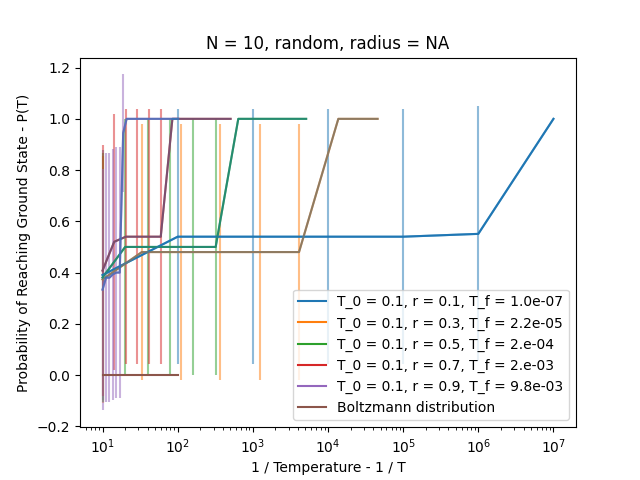 N = 10, random, radius = NA
Probability of Reaching Ground State - P(T)
1.2
1.0
0.8
0.6
0.4
0.2
0.0
−0.2
T_0 = 0.1, r = 0.1, T_f = 1.0e-07
T_0 = 0.1, r = 0.3, T_f = 2.2e-05
T_0 = 0.1, r = 0.5, T_f = 2.e-04
T_0 = 0.1, r = 0.7, T_f = 2.e-03
T_0 = 0.1, r = 0.9, T_f = 9.8e-03
Boltzmann distribution
10¹ 10² 10³ 10⁴ 10⁵ 10⁶ 10⁷
1 / Temperature - 1 / T